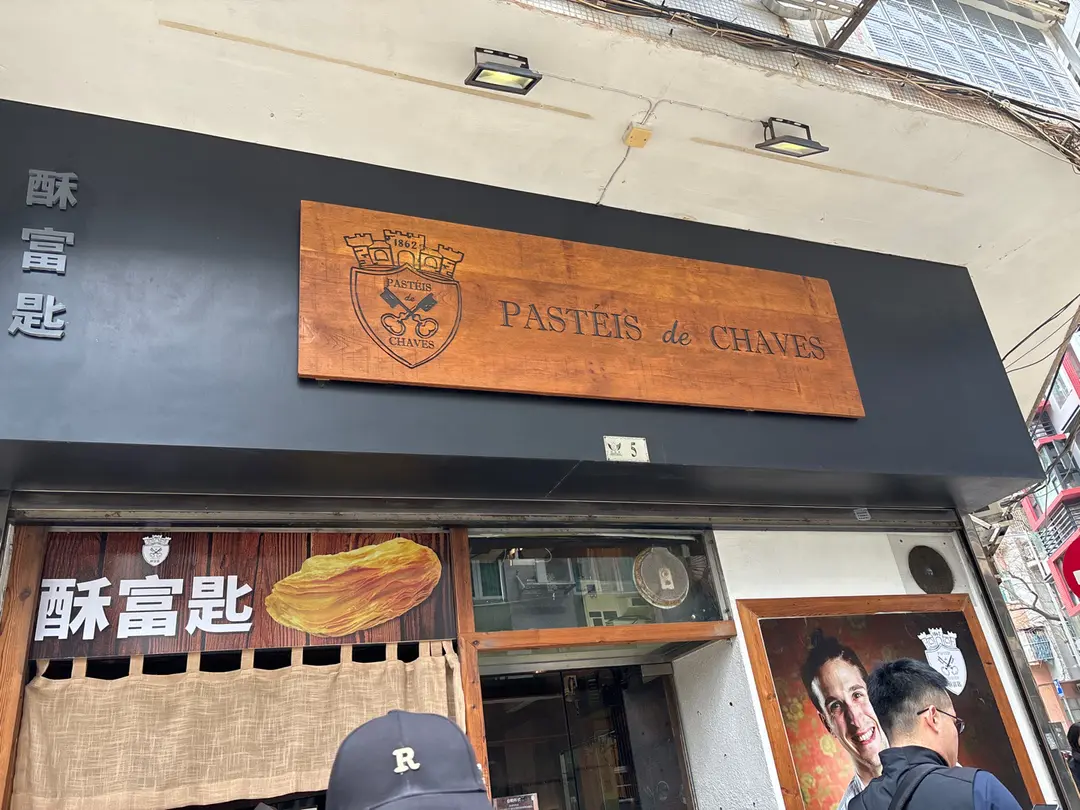 酥富匙
1862
PASTÉIS
de
CHAVES
PASTÉIS de CHAVES
5
酥富匙
R